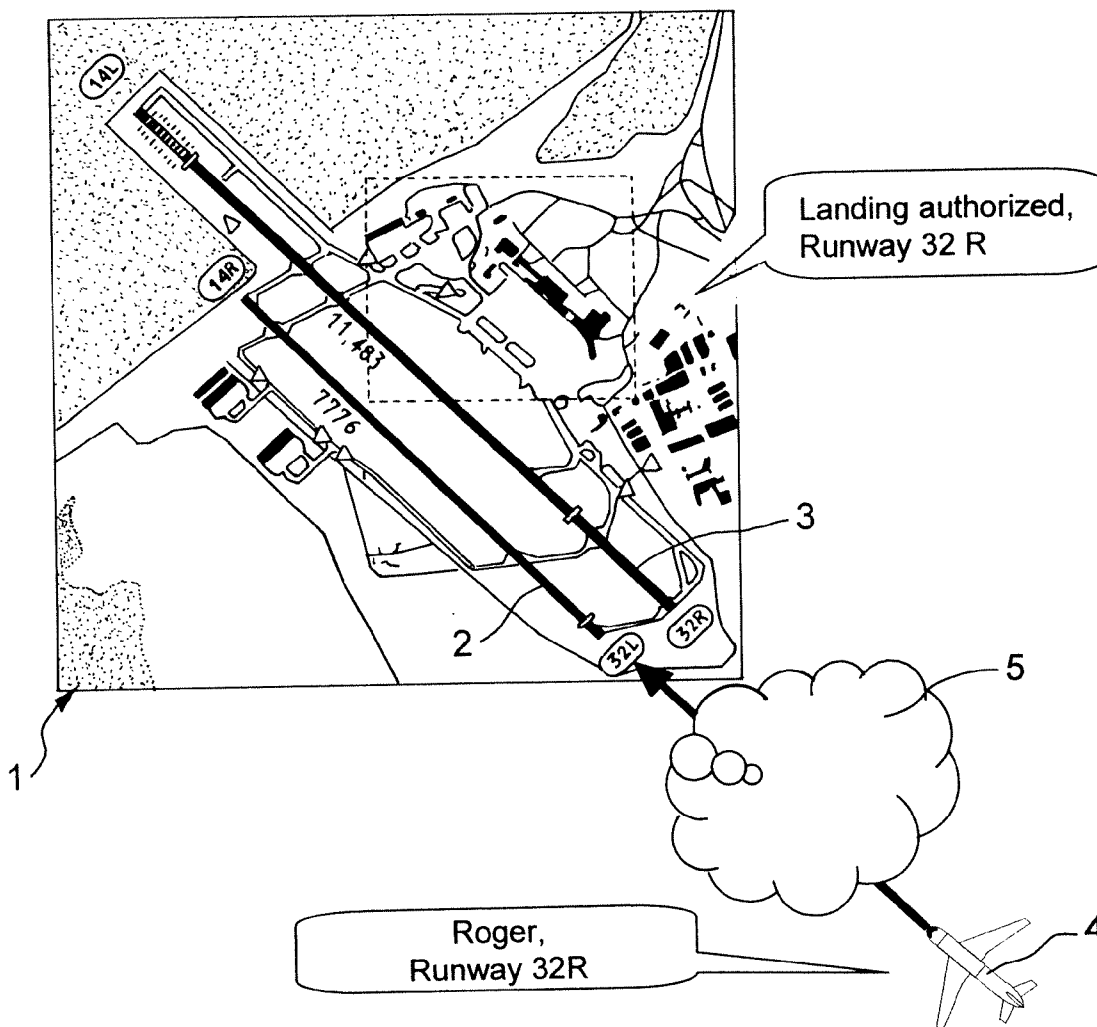 14L
14R
Landing authorized,
Runway 32 R
11.483
7776
3
2
32L
32R
5
1
4
Roger,
Runway 32R